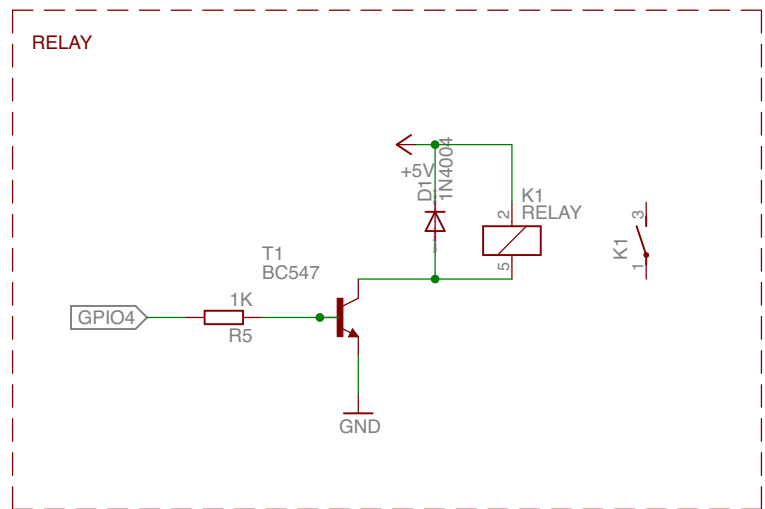 RELAY
+5V
D1
1N4004
K1
RELAY
2
5
K1
3
1
T1
BC547
GPIO4
1K
R5
GND